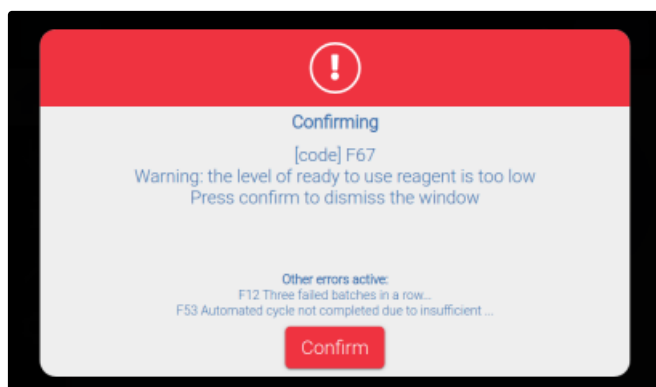 Confirming
[code] F67
Warning: the level of ready to use reagent is too low
Press confirm to dismiss the window
Other errors active:
F12 Three failed batches in a row...
F53 Automated cycle not completed due to insufficient ...
Confirm